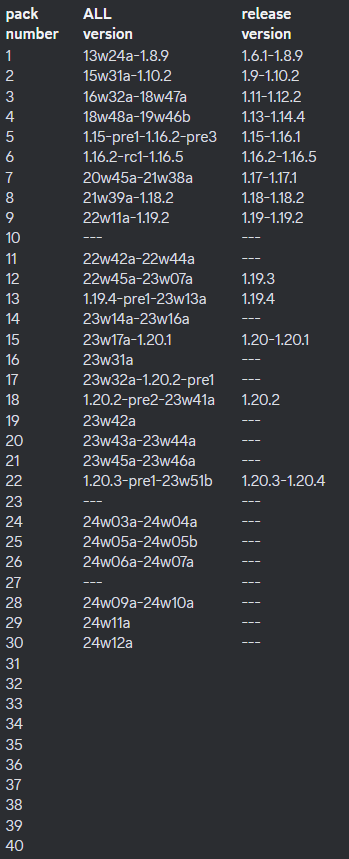 pack ALL release
number version version
1 13w24a-1.8.9 1.6.1-1.8.9
2 15w31a-1.10.2 1.9-1.10.2
3 16w32a-18w47a 1.11-1.12.2
4 18w48a-19w46b 1.13-1.14.4
5 1.15-pre1-1.16.2-pre3 1.15-1.16.1
6 1.16.2-rc1-1.16.5 1.16.2-1.16.5
7 20w45a-21w38a 1.17-1.17.1
8 21w39a-1.18.2 1.18-1.18.2
9 22w11a-1.19.2 1.19-1.19.2
10 --- ---
11 22w42a-22w44a ---
12 22w45a-23w07a 1.19.3
13 1.19.4-pre1-23w13a 1.19.4
14 23w14a-23w16a ---
15 23w17a-1.20.1 1.20-1.20.1
16 23w31a ---
17 23w32a-1.20.2-pre1 ---
18 1.20.2-pre2-23w41a 1.20.2
19 23w42a ---
20 23w43a-23w44a ---
21 23w45a-23w46a ---
22 1.20.3-pre1-23w51b 1.20.3-1.20.4
23 --- ---
24 24w03a-24w04a ---
25 24w05a-24w05b ---
26 24w06a-24w07a ---
27 --- ---
28 24w09a-24w10a ---
29 24w11a ---
30 24w12a ---
31
32
33
34
35
36
37
38
39
40